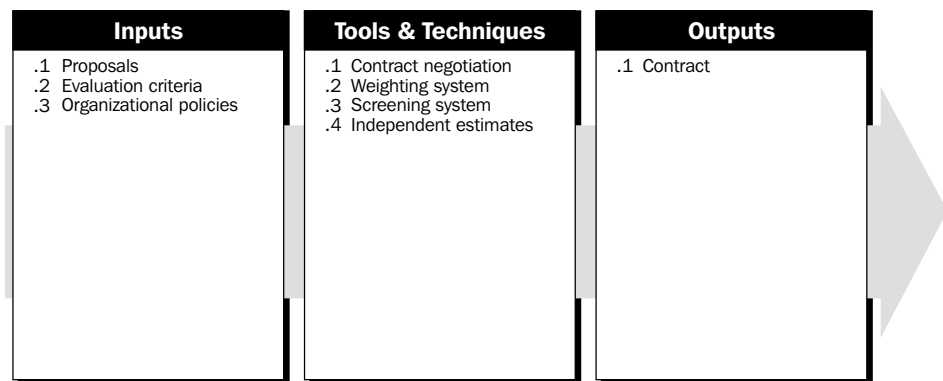 Inputs
.1 Proposals
.2 Evaluation criteria
.3 Organizational policies
Tools & Techniques
.1 Contract negotiation
.2 Weighting system
.3 Screening system
.4 Independent estimates
Outputs
.1 Contract